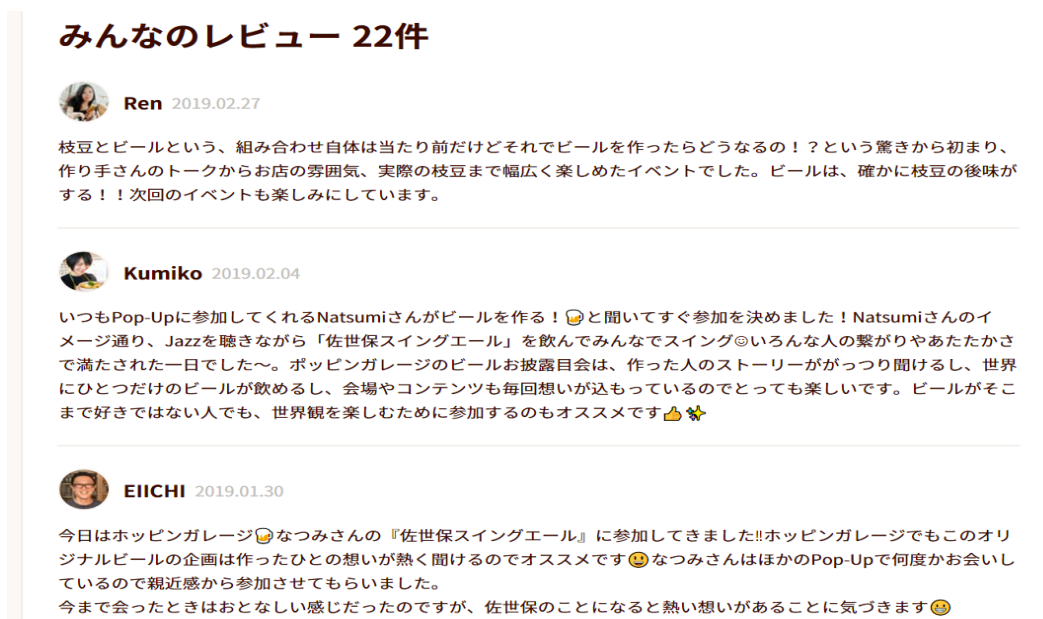 みんなのレビュー 22件
Ren 2019.02.27
枝豆とビールという、組み合わせ自体は当たり前だけどそれでビールを作ったらどうなるの！？という驚きから初まり、
作り手さんのトークからお店の雰囲気、実際の枝豆まで幅広く楽しめたイベントでした。ビールは、確かに枝豆の後味が
する！！次回のイベントも楽しみにしています。
Kumiko 2019.02.04
いつもPop-Upに参加してくれるNatsumiさんがビールを作る！🍺と聞いてすぐ参加を決めました！Natsumiさんのイ
メージ通り、Jazzを聴きながら「佐世保スイングエール」を飲んでみんなでスイング☺いろんな人の繋がりやあたたかさ
で満たされた一日でした〜。ポッピンガレージのビールお披露目会は、作った人のストーリーががっつり聞けるし、世界
にひとつだけのビールが飲めるし、会場やコンテンツも毎回想いが込もっているのでとっても楽しいです。ビールがそこ
まで好きではない人でも、世界観を楽しむために参加するのもオススメです👍✨
EIICHI 2019.01.30
今日はホッピンガレージ🍺なつみさんの『佐世保スイングエール』に参加してきました‼ホッピンガレージでもこのオリ
ジナルビールの企画は作ったひとの想いが熱く聞けるのでオススメです😀なつみさんはほかのPop-Upで何度かお会いし
ているので親近感から参加させてもらいました。
今まで会ったときはおとなしい感じだったのですが、佐世保のことになると熱い想いがあることに気づきます😁